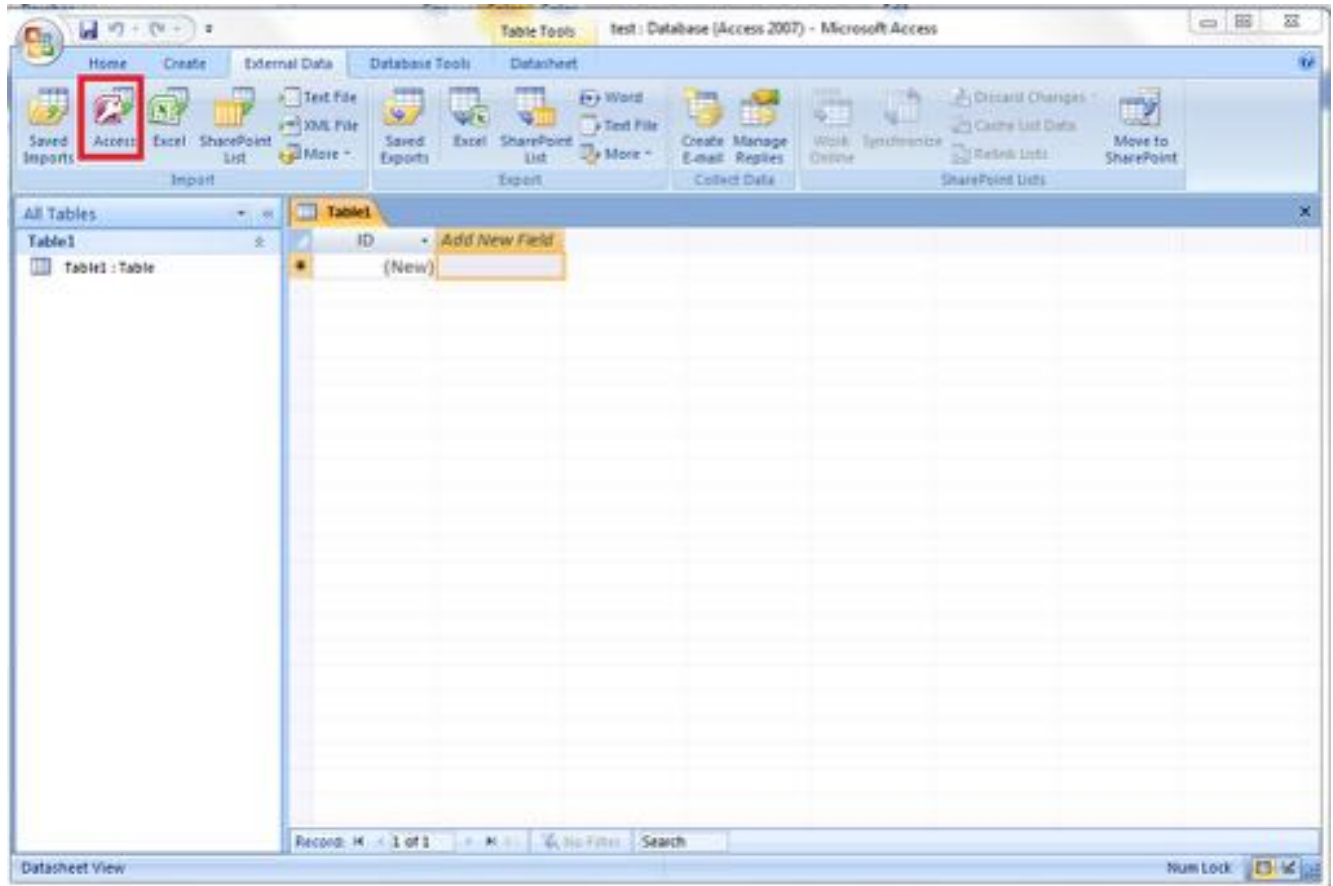 Table Tools test : Database (Access 2007) - Microsoft Access
Home Create External Data Database Tools Datasheet
Saved Imports
Access
Excel
SharePoint List
Text File
XML File
More
Saved Exports
Excel
SharePoint List
Word
Text File
More
Create E-mail
Manage Replies
Work Online
Synchronize
Discard Changes
Cache List Data
Relink Lists
Move to SharePoint
Import Export Collect Data SharePoint Lists
All Tables
Table1
Table1
ID Add New Field
Table1 : Table
(New)
Record: 1 of 1 No Filter Search
Datasheet View Num Lock